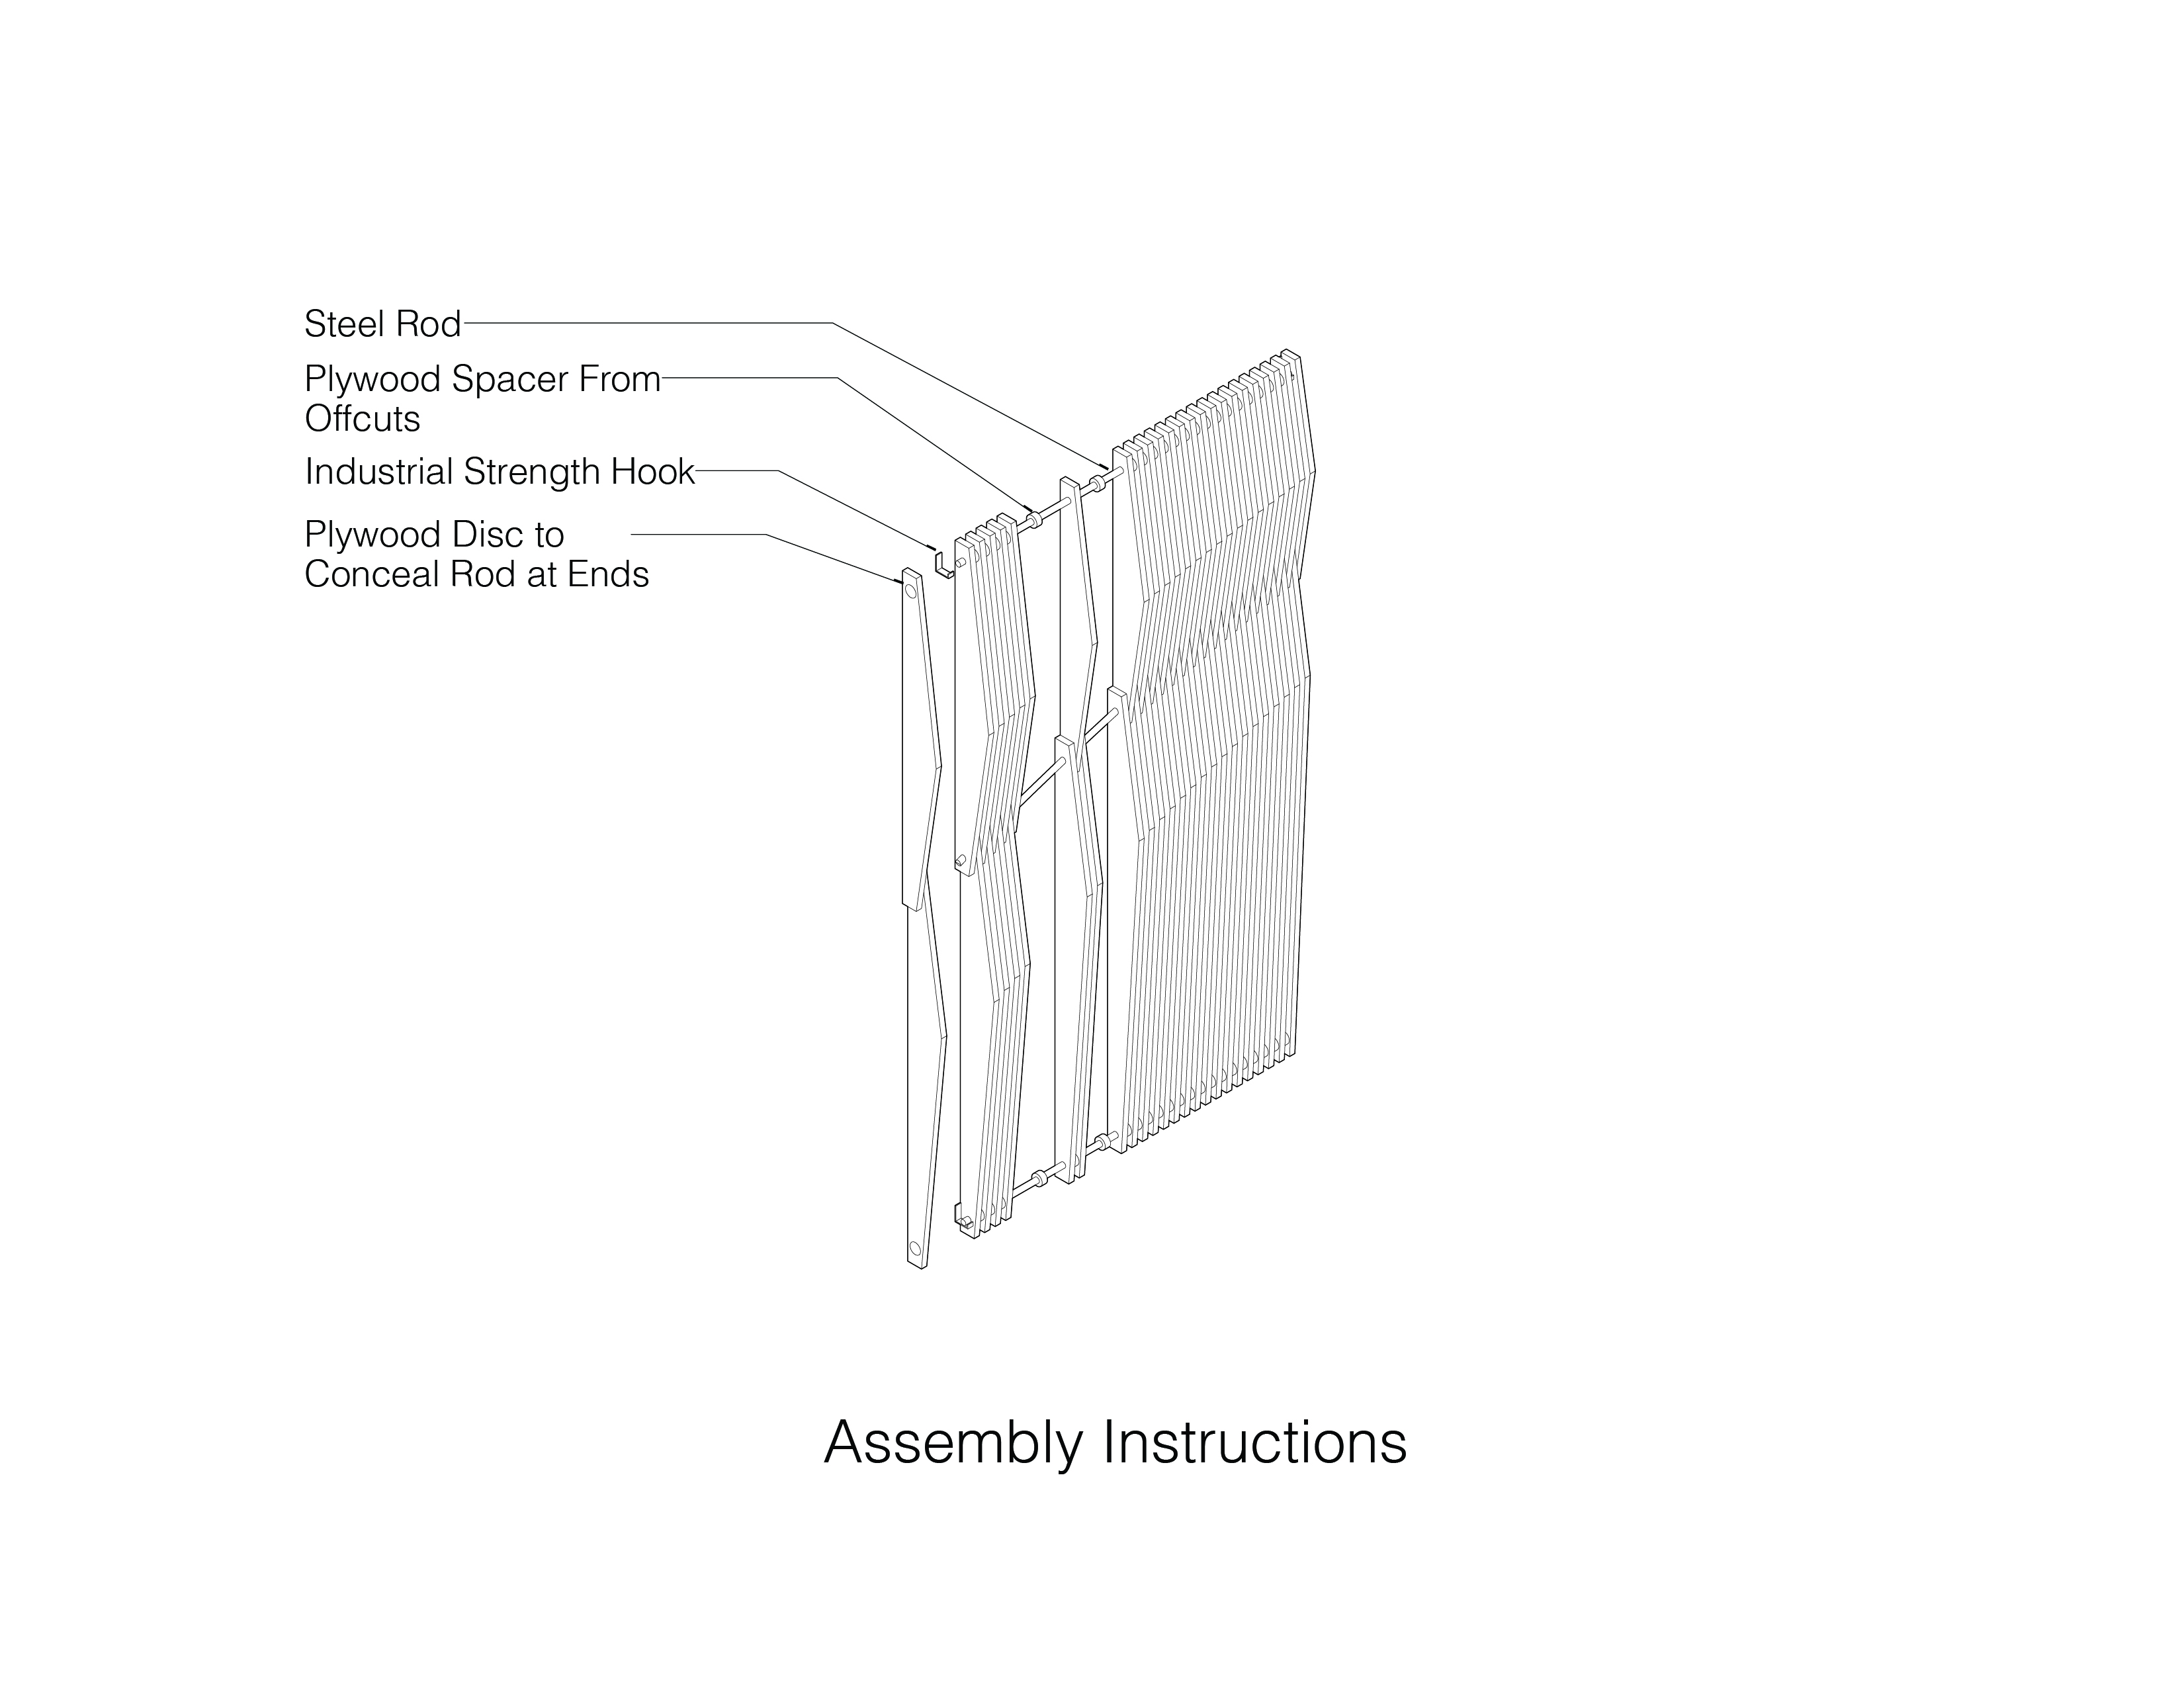 Steel Rod
Plywood Spacer From
Offcuts
Industrial Strength Hook
Plywood Disc to
Conceal Rod at Ends
Assembly Instructions